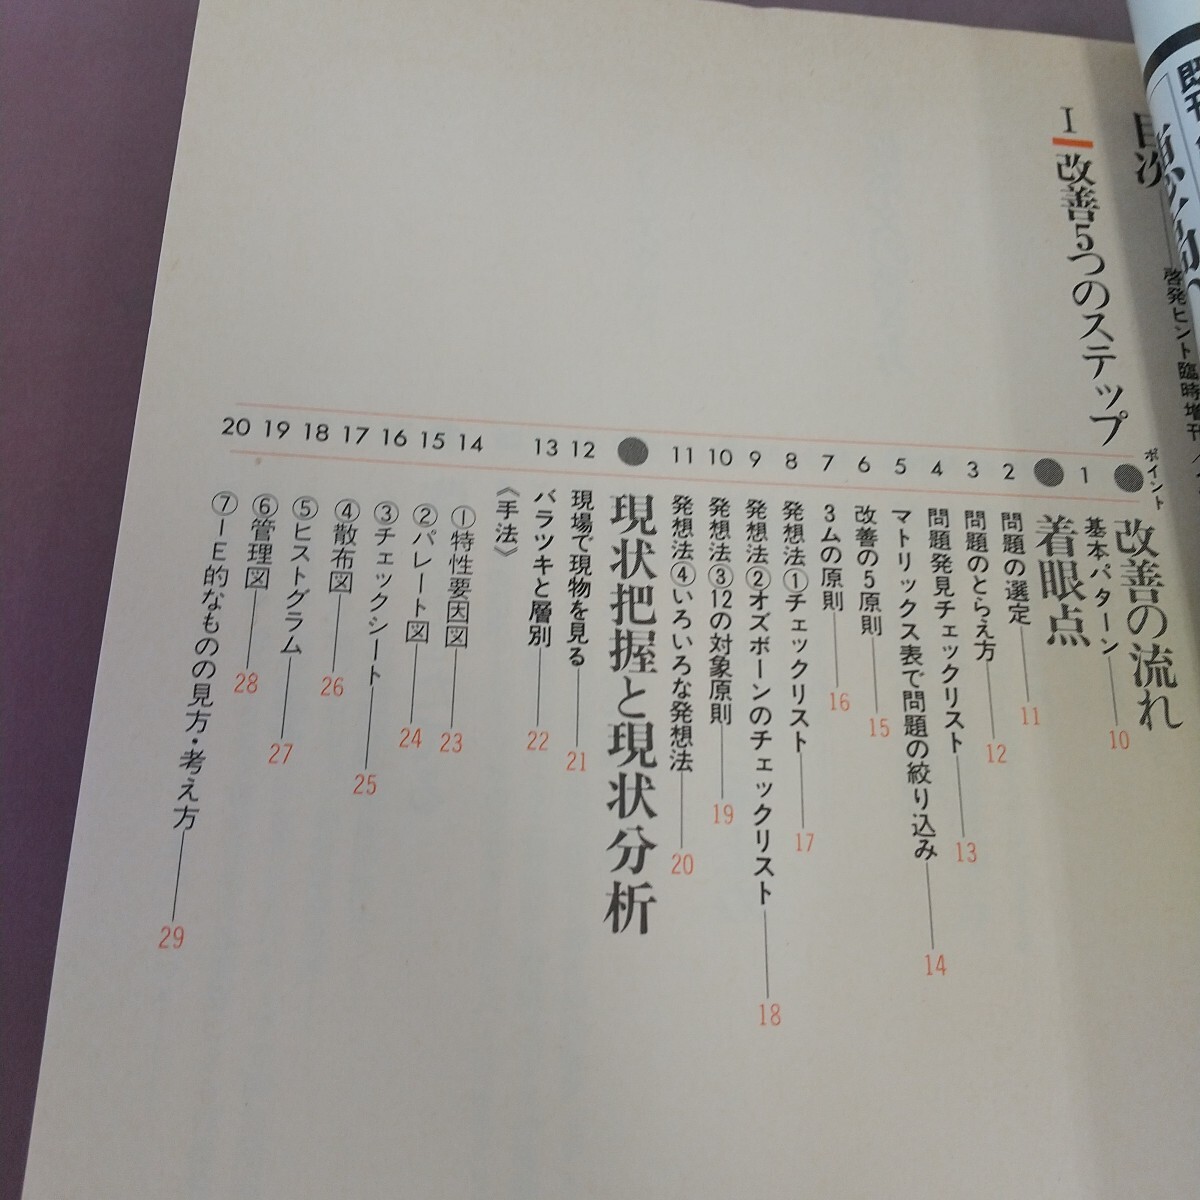 目次
I 改善5つのステップ
ポイント
改善の流れ
1 基本パターン 10
着眼点
2 問題の選定 11
3 問題のとらえ方 12
4 問題発見チェックリスト 13
5 マトリックス表で問題の絞り込み 14
6 改善の5原則 15
7 3ムの原則 16
8 発想法①チェックリスト 17
9 発想法②オズボーンのチェックリスト 18
10 発想法③12の対象原則 19
11 発想法④いろいろな発想法 20
現状把握と現状分析
12 現場で現物を見る 21
13 バラツキと層別 22
《手法》
14 ①特性要因図 23
15 ②パレート図 24
16 ③チェックシート 25
17 ④散布図 26
18 ⑤ヒストグラム 27
19 ⑥管理図 28
20 ⑦IE的なものの見方・考え方 29
既刊
啓発ヒント臨時増刊